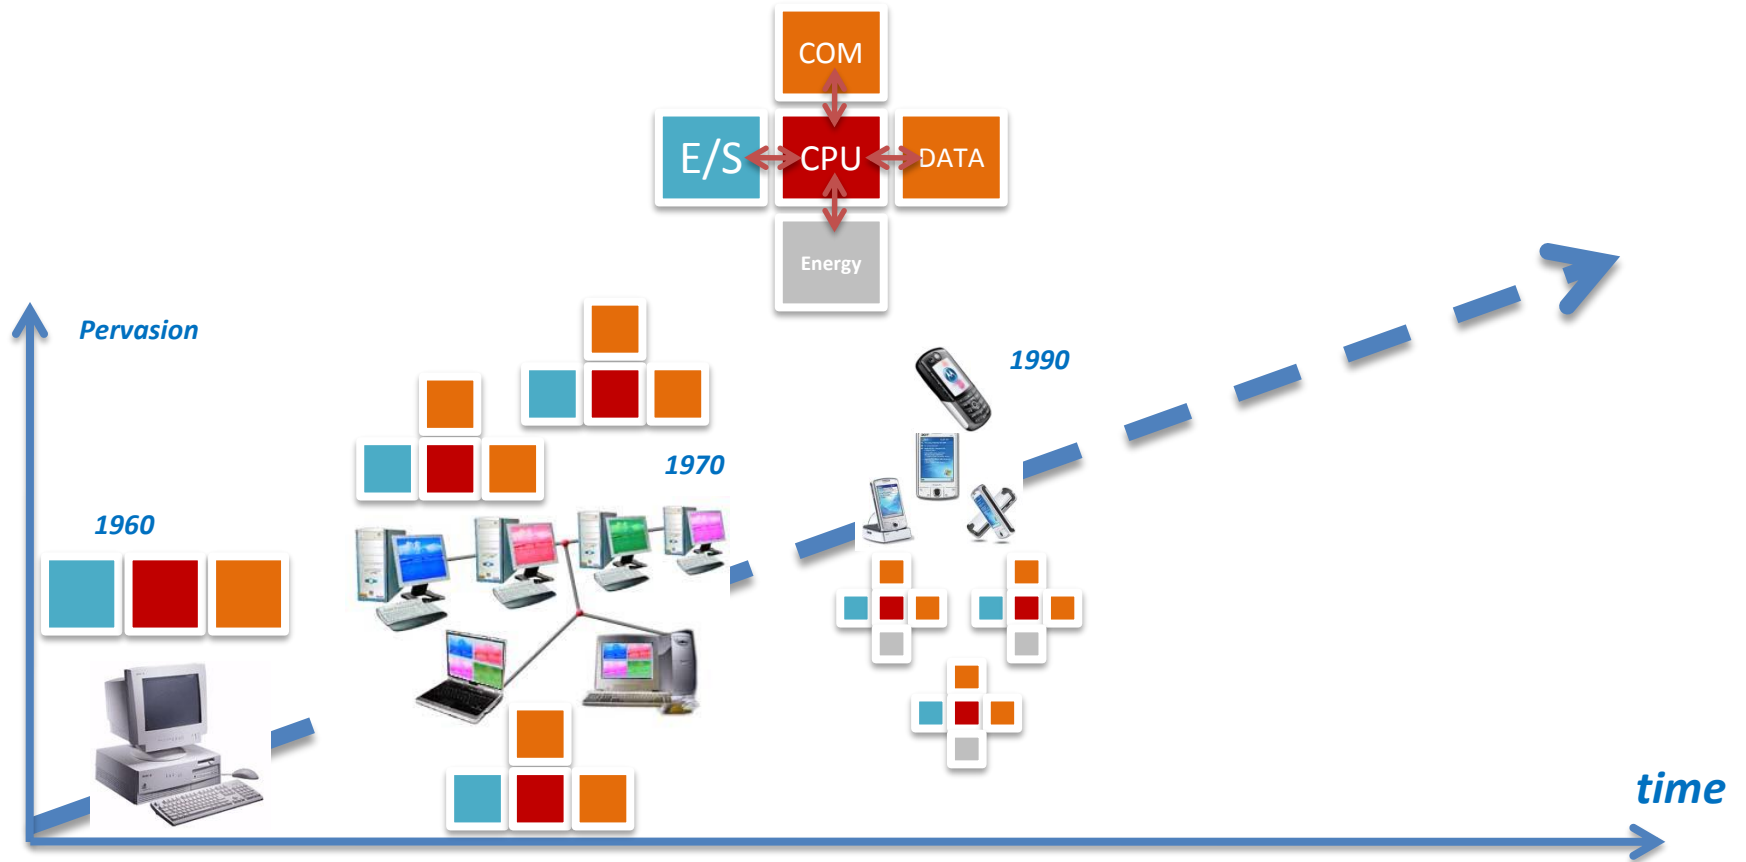 COM
E/S
CPU
DATA
Energy
Pervasion
1990
1970
1960
time